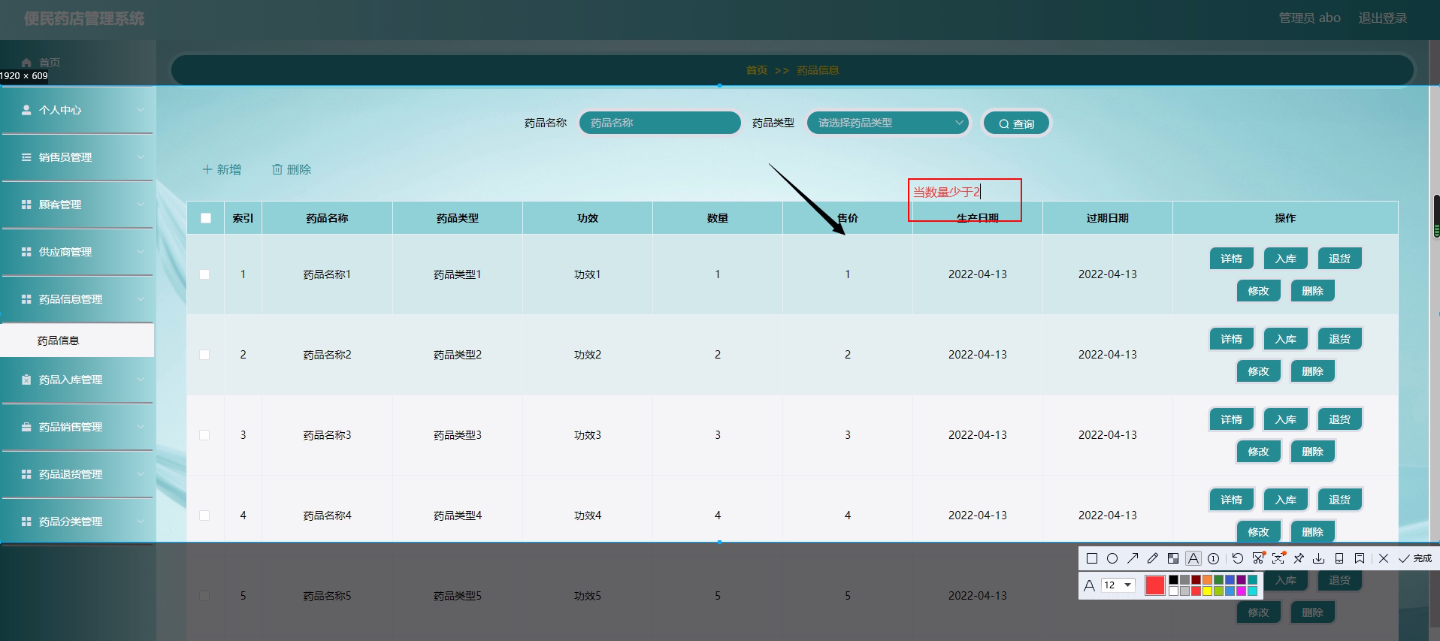 便民药店管理系统 管理员 abo 退出登录
首页
1920 × 609
首页 >> 药品信息
个人中心
药品名称 药品名称 药品类型 请选择药品类型 查询
销售员管理
新增 删除
当数量少于2
顾客管理
索引 药品名称 药品类型 功效 数量 售价 生产日期 过期日期 操作
供应商管理
1 药品名称1 药品类型1 功效1 1 1 2022-04-13 2022-04-13 详情 入库 退货
修改 删除
药品信息管理
药品信息
2 药品名称2 药品类型2 功效2 2 2 2022-04-13 2022-04-13 详情 入库 退货
修改 删除
药品入库管理
药品销售管理
3 药品名称3 药品类型3 功效3 3 3 2022-04-13 2022-04-13 详情 入库 退货
修改 删除
药品退货管理
4 药品名称4 药品类型4 功效4 4 4 2022-04-13 2022-04-13 详情 入库 退货
修改 删除
药品分类管理
完成
A 12
5 药品名称5 药品类型5 功效5 5 5 2022-04-13 入库 退货
修改 删除